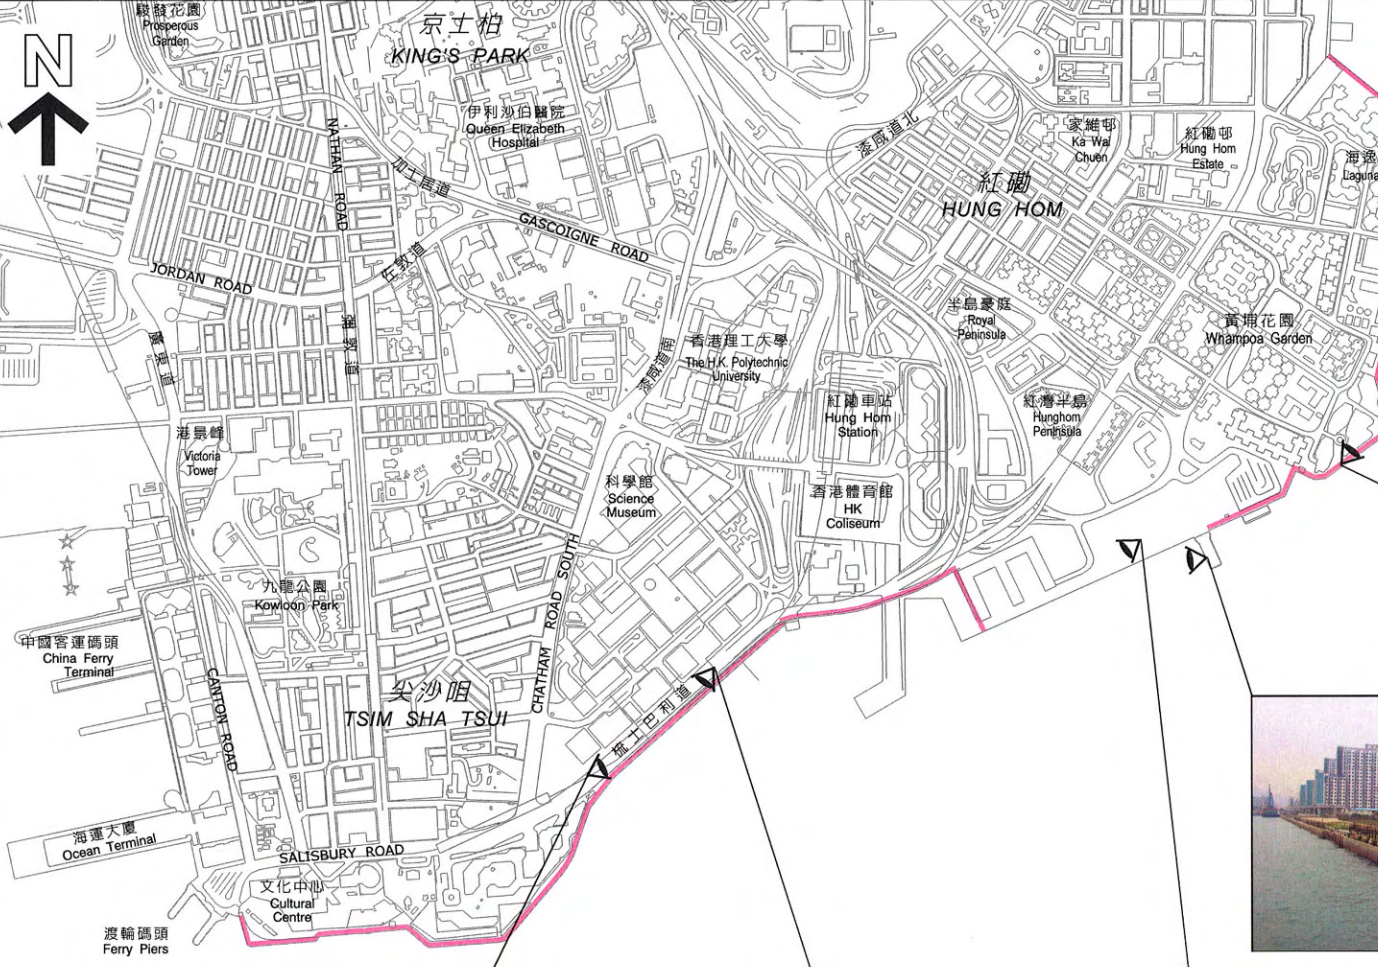 駿發花園
Prosperous
Garden
N
京士柏
KING'S PARK
伊利沙伯醫院
Queen Elizabeth
Hospital
NATHAN ROAD
加士居道
GASCOIGNE ROAD
漆咸道北
家維邨
Ka Wai
Chuen
紅磡邨
Hung Hom
Estate
海逸
Laguna
紅磡
HUNG HOM
JORDAN ROAD
佐敦道
廣東道
彌敦道
漆咸道南
香港理工大學
The H.K. Polytechnic
University
半島豪庭
Royal
Peninsula
黃埔花園
Whampoa Garden
紅磡車站
Hung Hom
Station
紅灣半島
Hunghom
Peninsula
港景峰
Victoria
Tower
科學館
Science
Museum
香港體育館
HK
Coliseum
九龍公園
Kowloon Park
CHATHAM ROAD SOUTH
中國客運碼頭
China Ferry
Terminal
CANTON ROAD
尖沙咀
TSIM SHA TSUI
梳士巴利道
海運大廈
Ocean Terminal
SALISBURY ROAD
文化中心
Cultural
Centre
渡輪碼頭
Ferry Piers